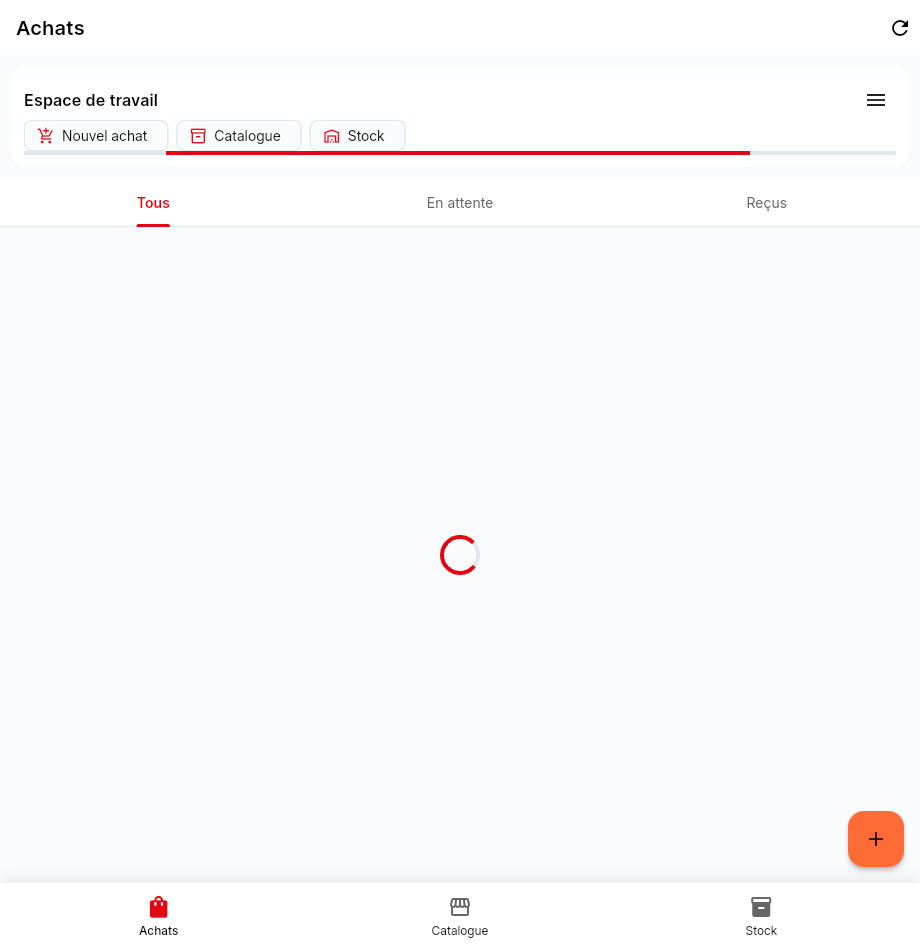 Achats
Espace de travail
Nouvel achat
Catalogue
Stock
Tous
En attente
Reçus
Achats
Catalogue
Stock